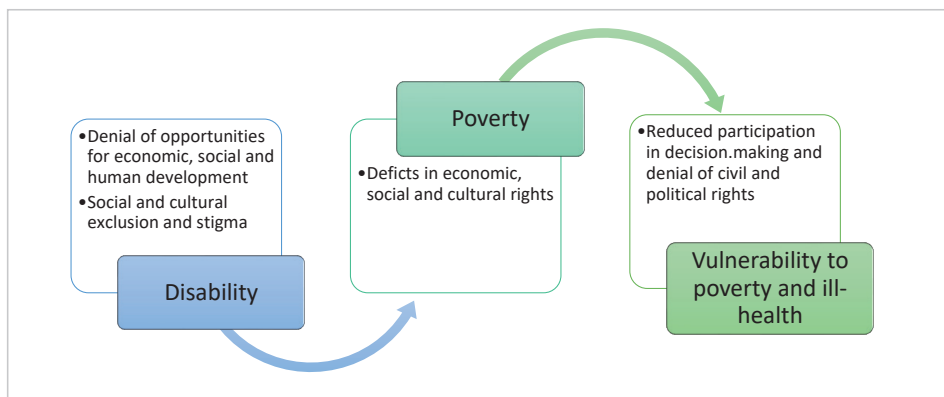 •Denial of opportunities
for economic, social and
human development
•Social and cultural
exclusion and stigma
Disability
Poverty
•Deficts in economic,
social and cultural rights
•Reduced participation
in decision.making and
denial of civil and
political rights
Vulnerability to
poverty and ill-
health